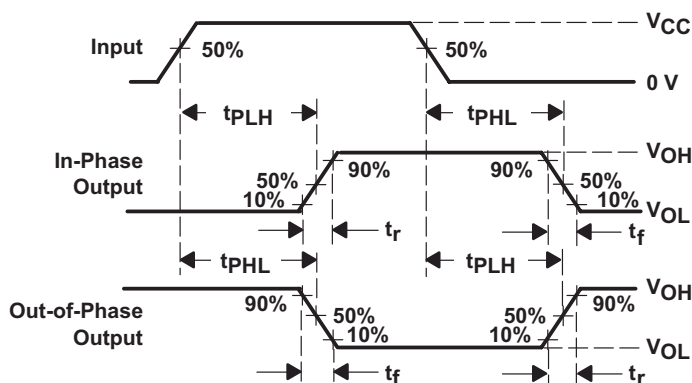 VCC
Input
50%
50%
0 V
tPLH
tPHL
In-Phase
Output
VOH
50%
10%
90%
90%
50%
10%
VOL
tr
tf
tPHL
tPLH
Out-of-Phase
Output
VOH
90%
50%
10%
50%
10%
90%
VOL
tf
tr